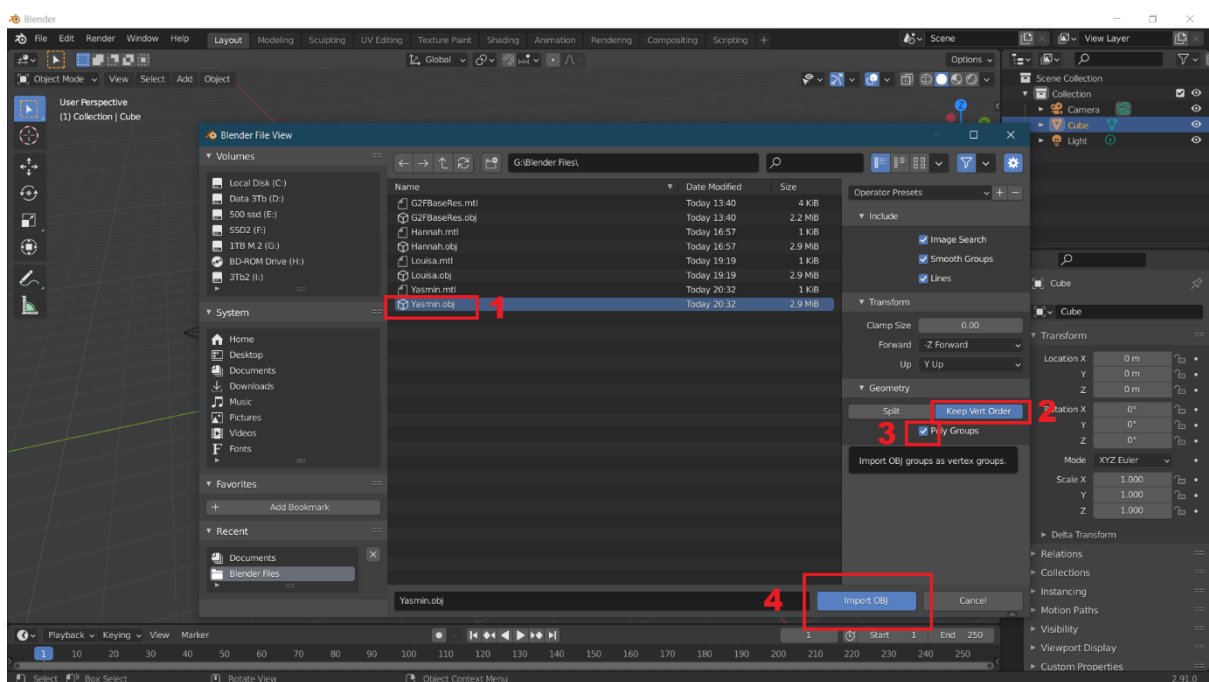 Blender
File Edit Render Window Help Layout Modeling Sculpting UV Editing Texture Paint Shading Animation Rendering Compositing Scripting + Scene View Layer
Global Options
Object Mode View Select Add Object
Scene Collection
Collection
Camera
Cube
Light
User Perspective
(1) Collection | Cube
Blender File View
Volumes
Local Disk (C:)
Data 3Tb (D:)
500 ssd (E:)
SSD2 (F:)
1TB M.2 (G:)
BD-ROM Drive (H:)
3Tb2 (I:)
System
Home
Desktop
Documents
Downloads
Music
Pictures
Videos
Fonts
Favorites
Add Bookmark
Recent
Documents
Blender Files
G:\Blender Files\
Name Date Modified Size
G2FBaseRes.mtl Today 13:40 4 KiB
G2FBaseRes.obj Today 13:40 2.2 MiB
Hannah.mtl Today 16:57 1 KiB
Hannah.obj Today 16:57 2.9 MiB
Louisa.mtl Today 19:19 1 KiB
Louisa.obj Today 19:19 2.9 MiB
Yasmin.mtl Today 20:32 1 KiB
Yasmin.obj 1 Today 20:32 2.9 MiB
Operator Presets
Include
Image Search
Smooth Groups
Lines
Transform
Clamp Size 0.00
Forward -Z Forward
Up Y Up
Geometry
Split Keep Vert Order 2
3 Poly Groups
Import OBJ groups as vertex groups.
Yasmin.obj 4 Import OBJ Cancel
Cube
Cube
Transform
Location X 0 m
Y 0 m
Z 0 m
Rotation X 0°
Y 0°
Z 0°
Mode XYZ Euler
Scale X 1.000
Y 1.000
Z 1.000
Delta Transform
Relations
Collections
Instancing
Motion Paths
Visibility
Viewport Display
Custom Properties
Playback Keying View Marker 1 Start 1 End 250
1 10 20 30 40 50 60 70 80 90 100 110 120 130 140 150 160 170 180 190 200 210 220 230 240 250
Select Box Select Rotate View Object Context Menu 2.91.0